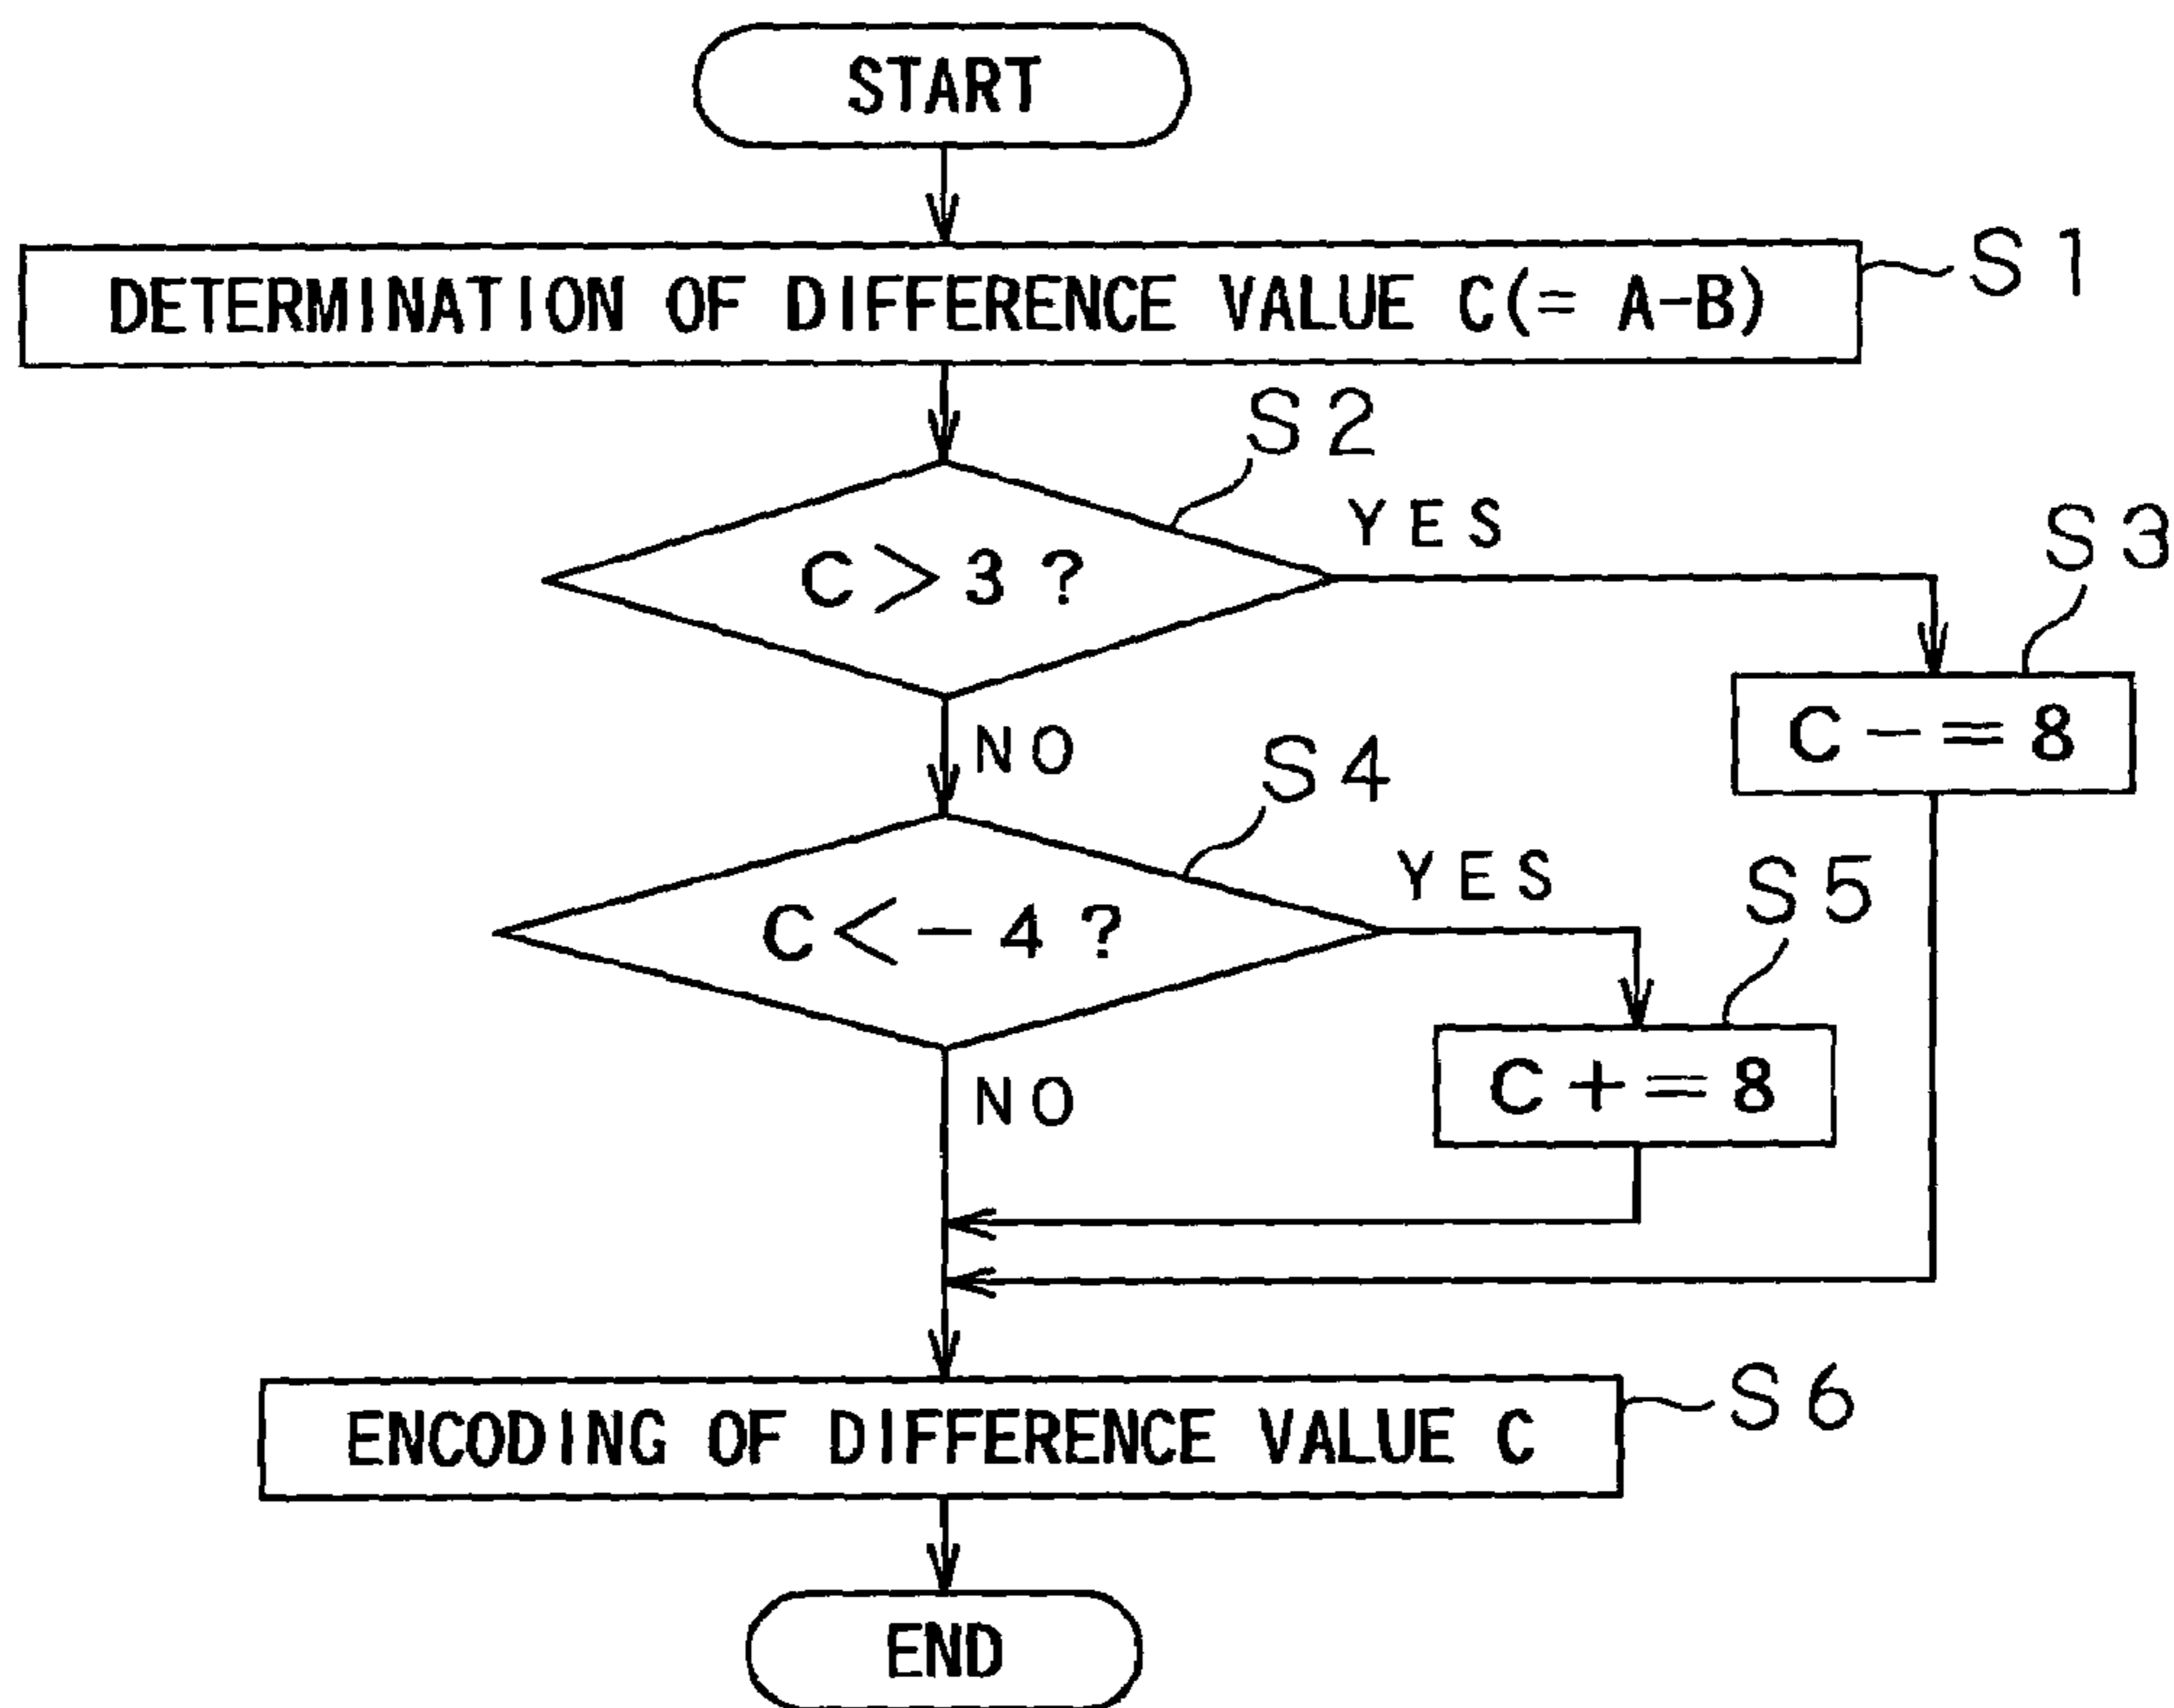 START
DETERMINATION OF DIFFERENCE VALUE C(= A-B)
S1
S2
C>3?
YES
S3
C-=8
NO
S4
C<-4?
YES
S5
C+=8
NO
ENCODING OF DIFFERENCE VALUE C
S6
END